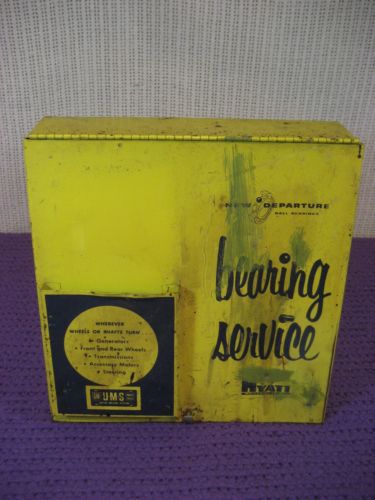 NEW DEPARTURE
BALL BEARINGS
bearing
service
HYATT
WHEREVER
WHEELS OR SHAFTS TURN . . .
• Generators
• Front and Rear Wheels
• Transmissions
• Accessory Motors
• Steering
UMS